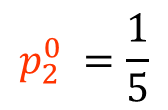 p₂⁰ = 1/5